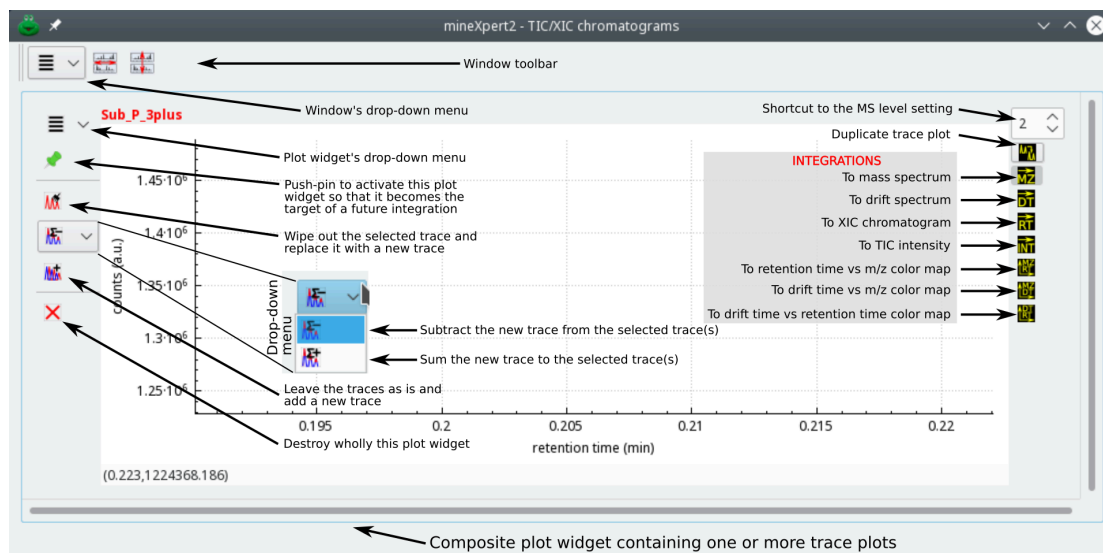 mineXpert2 - TIC/XIC chromatograms
Window toolbar
Window's drop-down menu
Shortcut to the MS level setting
2
Sub_P_3plus
Duplicate trace plot
Plot widget's drop-down menu
INTEGRATIONS
To mass spectrum
MZ
Push-pin to activate this plot
widget so that it becomes the
target of a future integration
To drift spectrum
DT
To XIC chromatogram
RT
Wipe out the selected trace and
replace it with a new trace
To TIC intensity
INT
To retention time vs m/z color map
To drift time vs m/z color map
To drift time vs retention time color map
1.45·10⁶
1.4·10⁶
1.35·10⁶
1.3·10⁶
1.25·10⁶
counts (a.u.)
Drop-down
menu
Σ−
Σ−
Subtract the new trace from the selected trace(s)
Σ+
Sum the new trace to the selected trace(s)
Leave the traces as is and
add a new trace
Destroy wholly this plot widget
0.195
0.2
0.205
0.21
0.215
0.22
retention time (min)
(0.223,1224368.186)
Composite plot widget containing one or more trace plots